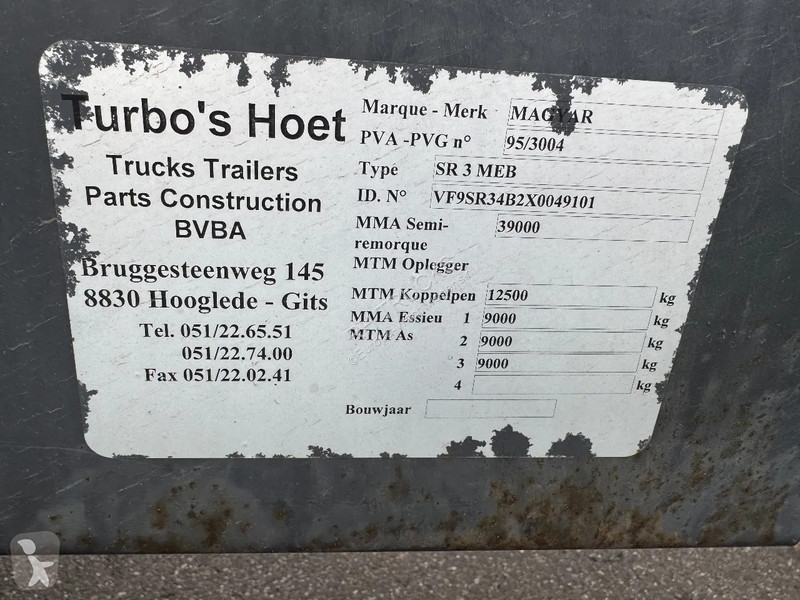 Turbo's Hoet
Trucks Trailers
Parts Construction
BVBA
Bruggesteenweg 145
8830 Hooglede - Gits
Tel. 051/22.65.51
051/22.74.00
Fax 051/22.02.41
Marque - Merk MAGYAR
PVA -PVG n° 95/3004
Type SR 3 MEB
ID. N° VF9SR34B2X0049101
MMA Semi- 39000
remorque
MTM Oplegger
MTM Koppelpen 12500 kg
MMA Essieu 1 9000 kg
MTM As 2 9000 kg
3 9000 kg
4 kg
Bouwjaar